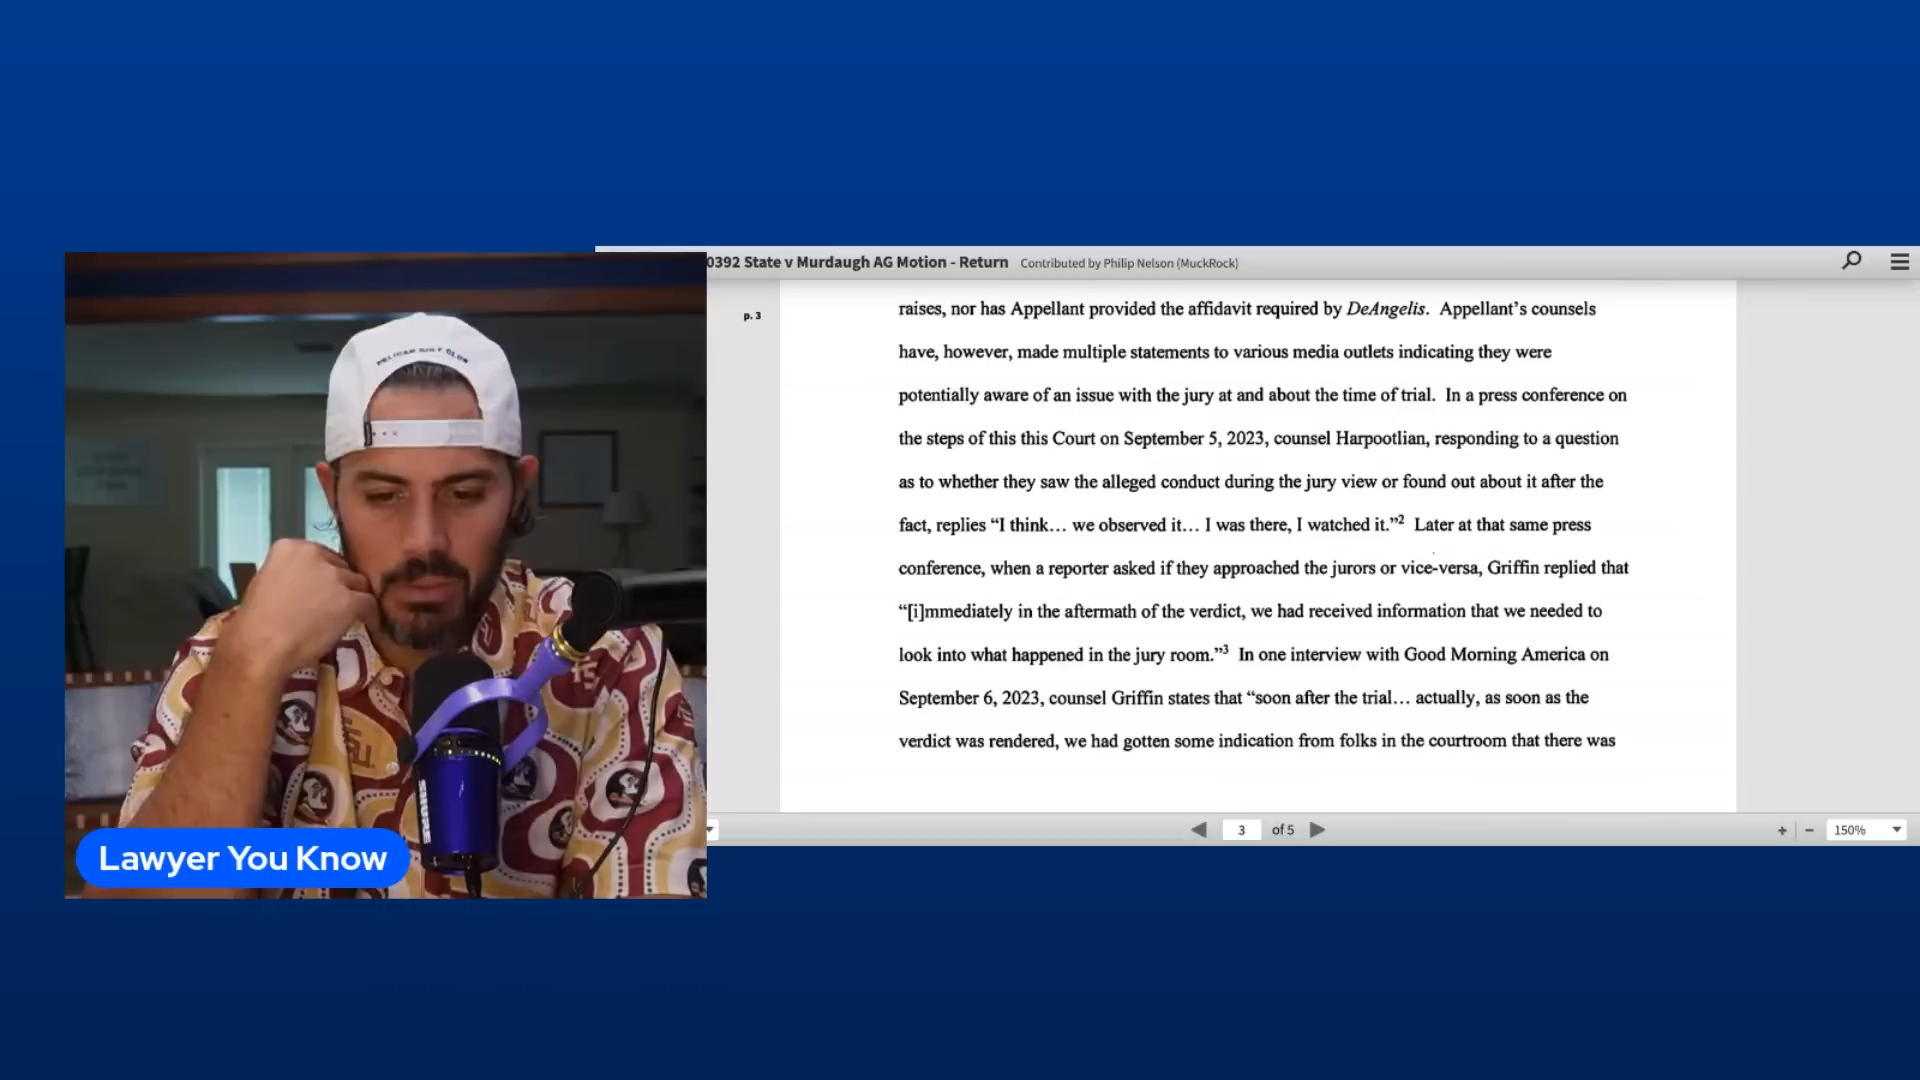 0392 State v Murdaugh AG Motion - Return Contributed by Philip Nelson (MuckRock)
p. 3
raises, nor has Appellant provided the affidavit required by DeAngelis. Appellant's counsels
have, however, made multiple statements to various media outlets indicating they were
potentially aware of an issue with the jury at and about the time of trial. In a press conference on
the steps of this this Court on September 5, 2023, counsel Harpootlian, responding to a question
as to whether they saw the alleged conduct during the jury view or found out about it after the
fact, replies “I think… we observed it… I was there, I watched it.”2 Later at that same press
conference, when a reporter asked if they approached the jurors or vice-versa, Griffin replied that
“[i]mmediately in the aftermath of the verdict, we had received information that we needed to
look into what happened in the jury room.”3 In one interview with Good Morning America on
September 6, 2023, counsel Griffin states that “soon after the trial… actually, as soon as the
verdict was rendered, we had gotten some indication from folks in the courtroom that there was
3 of 5
150%
PELICAN GOLF CLUB
SHURE
Lawyer You Know